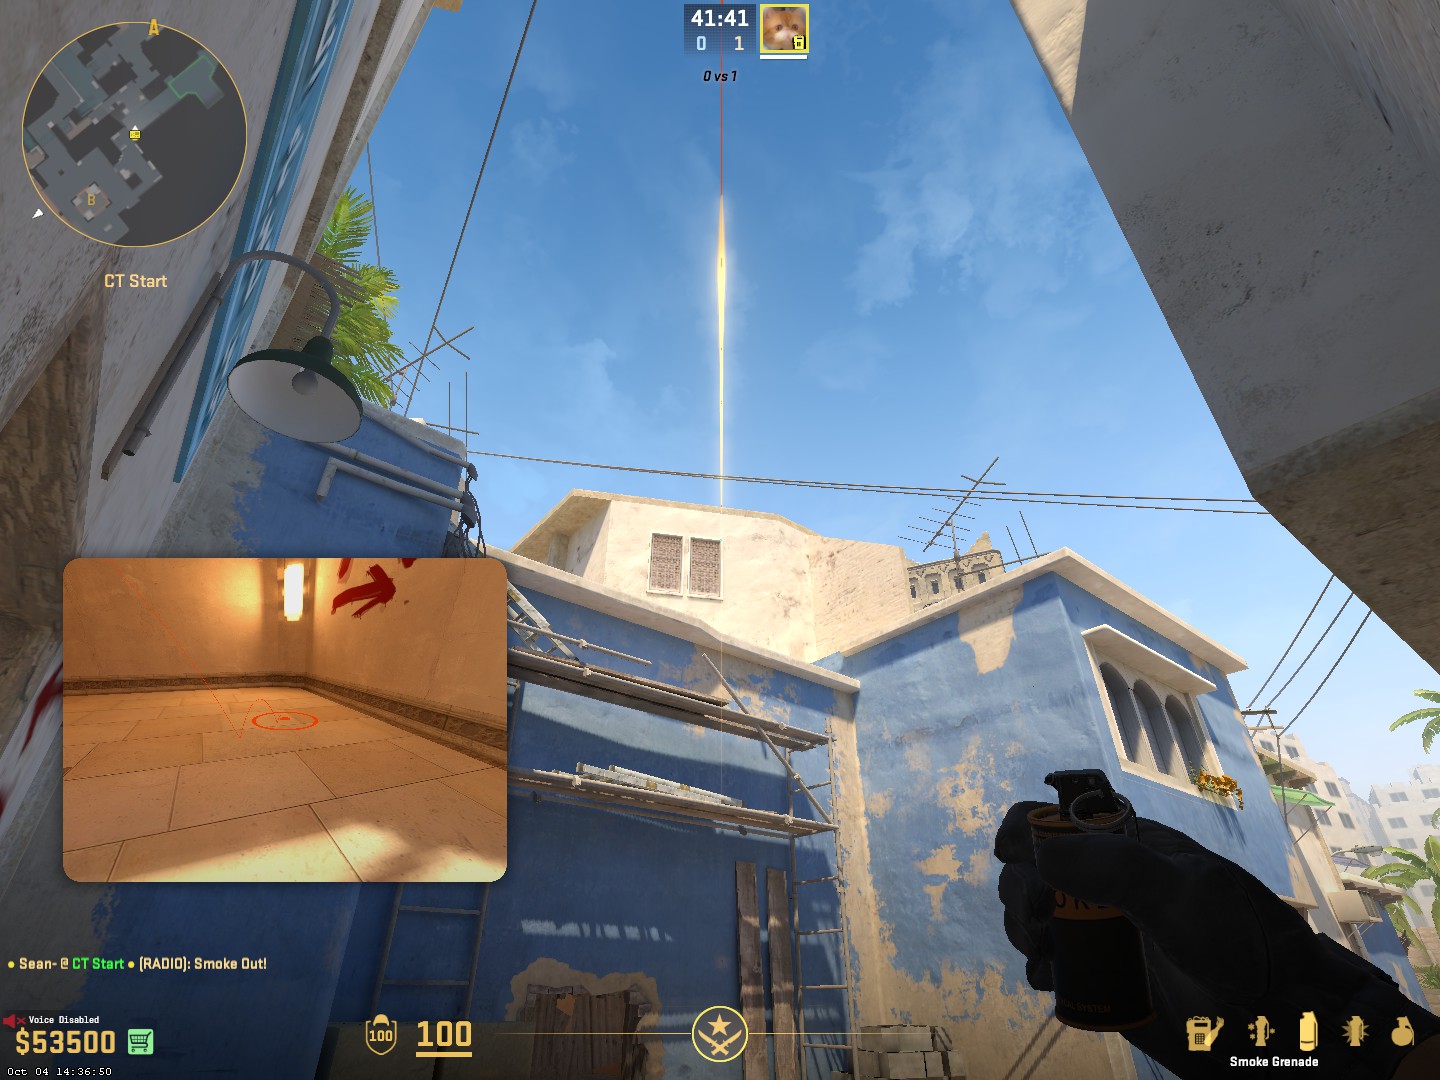 A
41:41
0 1
0 vs 1
B
CT Start
● Sean- @ CT Start ● (RADIO): Smoke Out!
Voice Disabled
$53500
100
100
Smoke Grenade
Oct 04 14:36:50